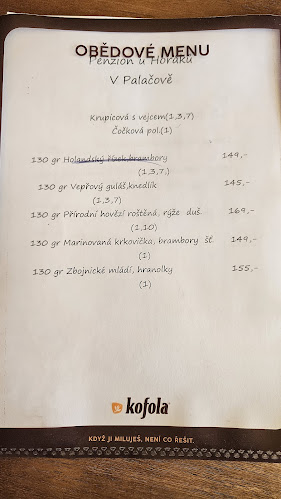 OBĚDOVÉ MENU
Penzion u Horáků
V Palačově
Krupicová s vejcem(1,3,7)
Čočková pol.(1)
130 gr Holandský řízek,brambory 149,-
(1,3,7,)
130 gr Vepřový guláš,knedlík 145,-
(1,3,7)
130 gr Přírodní hovězí roštěná, rýže duš. 169,-
(1,10)
130 gr Marinovaná krkovička, brambory šť. 149,-
(1)
130 gr Zbojnické mládí, hranolky 155,-
(1)
kofola
KDYŽ JI MILUJEŠ, NENÍ CO ŘEŠIT.